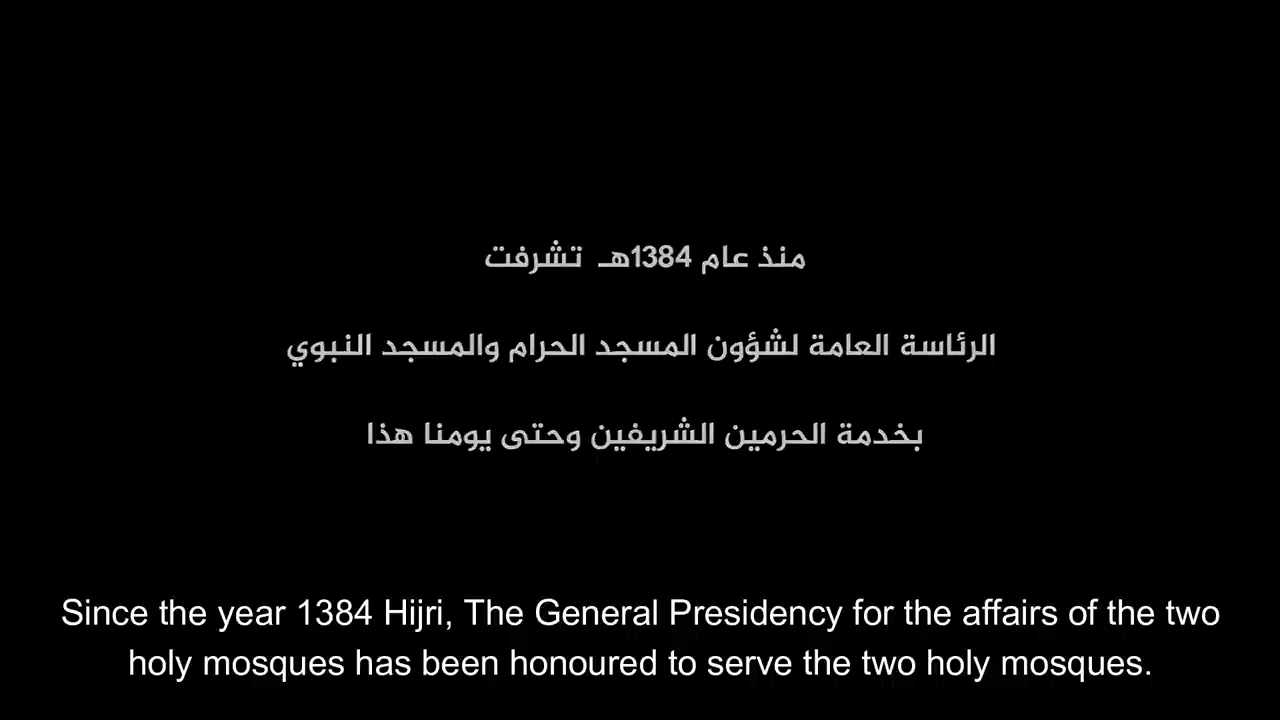 منذ عام 1384هـ تشرفت
الرئاسة العامة لشؤون المسجد الحرام والمسجد النبوي
بخدمة الحرمين الشريفين وحتى يومنا هذا
Since the year 1384 Hijri, The General Presidency for the affairs of the two
holy mosques has been honoured to serve the two holy mosques.